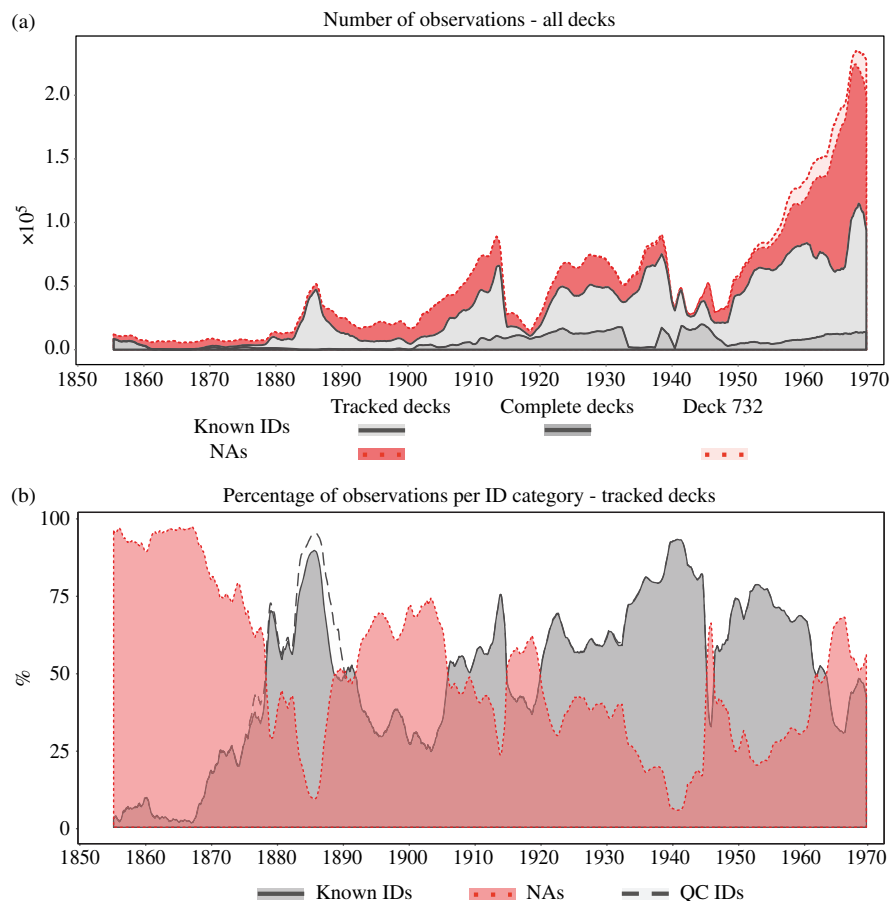 (a)
Number of observations - all decks
×10⁵
2.0
1.5
1.0
0.5
0.0
1850 1860 1870 1880 1890 1900 1910 1920 1930 1940 1950 1960 1970
Tracked decks Complete decks Deck 732
Known IDs
NAs
(b)
Percentage of observations per ID category - tracked decks
%
100
75
50
25
0
1850 1860 1870 1880 1890 1900 1910 1920 1930 1940 1950 1960 1970
Known IDs NAs QC IDs